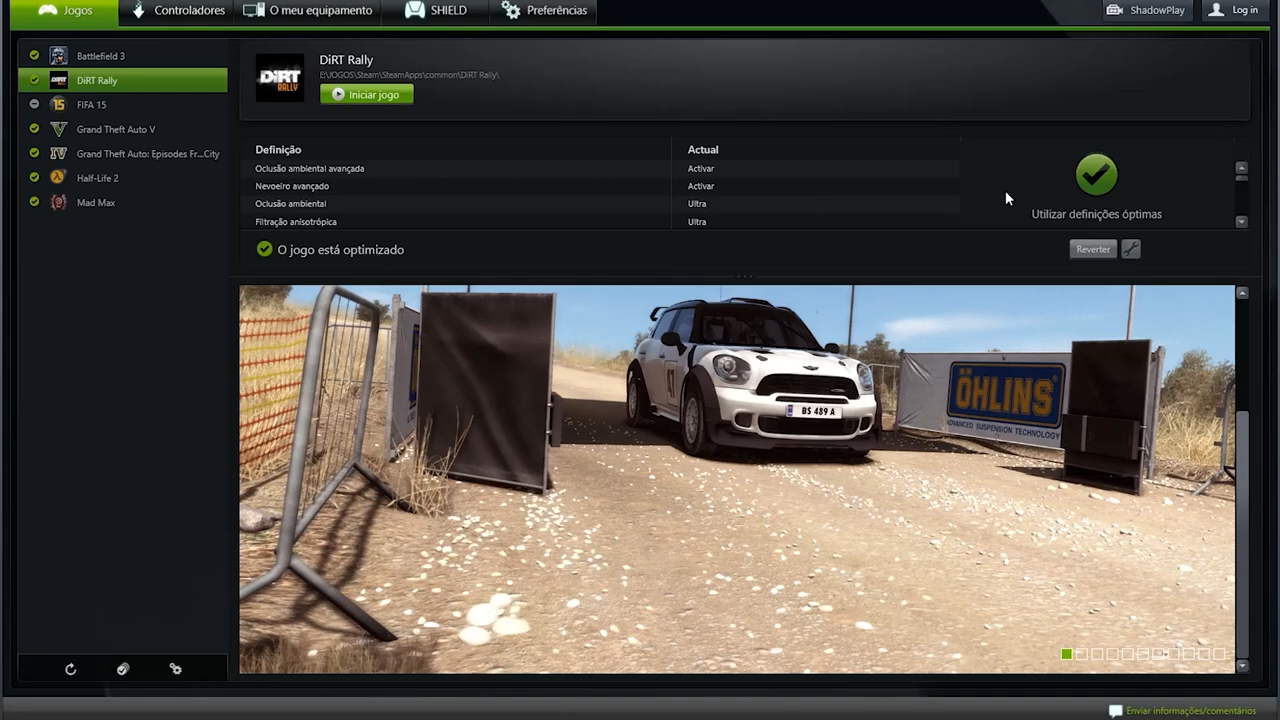 Jogos
Controladores
O meu equipamento
SHIELD
Preferências
ShadowPlay
Log in
Battlefield 3
DiRT Rally
FIFA 15
Grand Theft Auto V
Grand Theft Auto: Episodes Fr...City
Half-Life 2
Mad Max
DiRT RALLY
DiRT Rally
E:\JOGOS\Steam\SteamApps\common\DiRT Rally\
Iniciar jogo
Definição Actual
Oclusão ambiental avançada Activar
Nevoeiro avançado Activar
Oclusão ambiental Ultra
Filtração anisotrópica Ultra
Utilizar definições óptimas
O jogo está optimizado
Reverter
BS 489 A
ÖHLINS
ADVANCED SUSPENSION TECHNOLOGY
Enviar informações/comentários